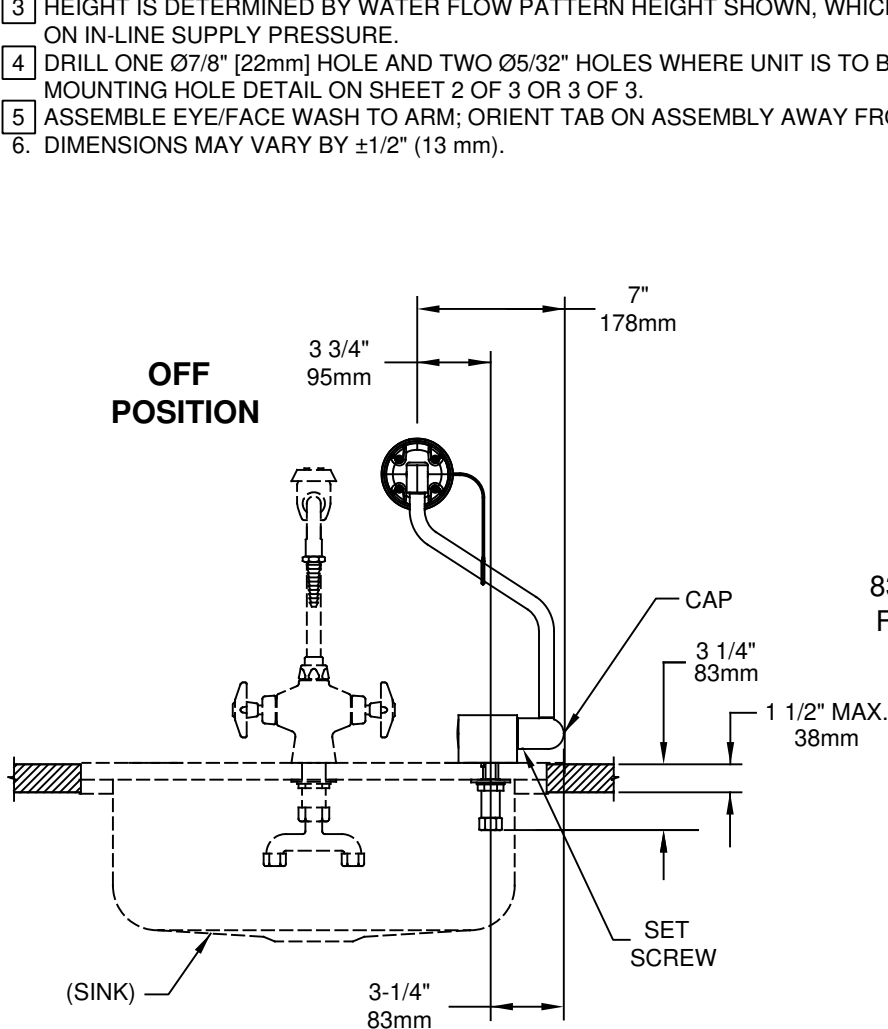 3 HEIGHT IS DETERMINED BY WATER FLOW PATTERN HEIGHT SHOWN, WHICH
ON IN-LINE SUPPLY PRESSURE.
4 DRILL ONE Ø7/8" [22mm] HOLE AND TWO Ø5/32" HOLES WHERE UNIT IS TO B
MOUNTING HOLE DETAIL ON SHEET 2 OF 3 OR 3 OF 3.
5 ASSEMBLE EYE/FACE WASH TO ARM; ORIENT TAB ON ASSEMBLY AWAY FRO
6. DIMENSIONS MAY VARY BY ±1/2" (13 mm).
7"
178mm
3 3/4"
95mm
OFF
POSITION
CAP
83
F
3 1/4"
83mm
1 1/2" MAX.
38mm
SET
SCREW
(SINK)
3-1/4"
83mm